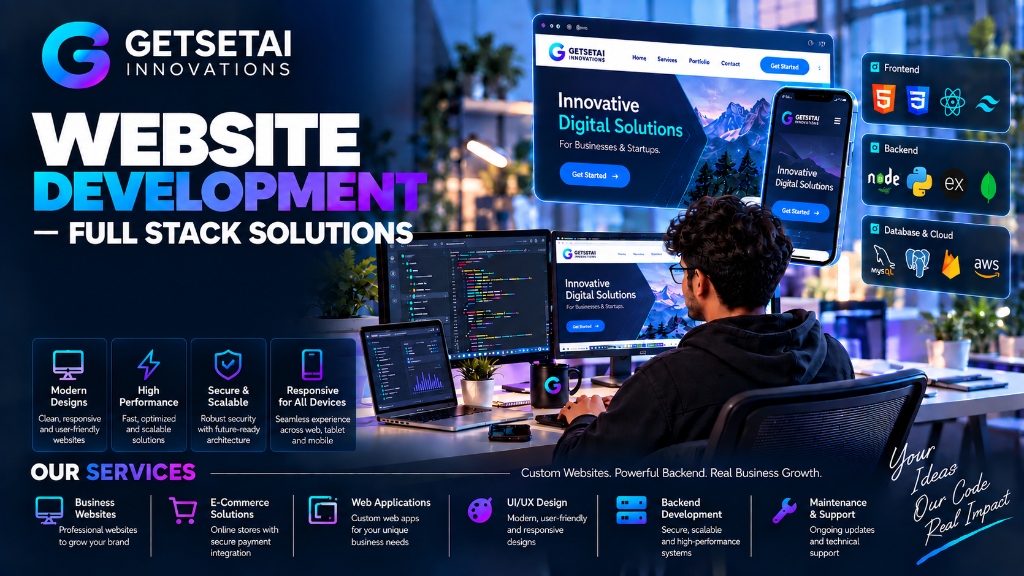 GETSETAI
INNOVATIONS
WEBSITE
DEVELOPMENT
— FULL STACK SOLUTIONS
GETSETAI
INNOVATIONS
Home Services Portfolio Contact
Get Started
Innovative
Digital Solutions
For Businesses & Startups.
Get Started →
GETSETAI
INNOVATIONS
Innovative
Digital Solutions
Get Started →
Frontend
Backend
node
ex
Database & Cloud
MySQL
aws
GETSETAI
INNOVATIONS
Innovative
Digital Solutions
For Businesses & Startups.
Get Started →
Modern
Designs
Clean, responsive
and user-friendly
websites
High
Performance
Fast, optimized
and scalable
solutions
Secure &
Scalable
Robust security
with future-ready
architecture
Responsive
for All Devices
Seamless experience
across web, tablet
and mobile
OUR SERVICES
Custom Websites. Powerful Backend. Real Business Growth.
Business
Websites
Professional websites
to grow your brand
E-Commerce
Solutions
Online stores with
secure payment
integration
Web Applications
Custom web apps
for your unique
business needs
UI/UX Design
Modern, user-friendly
and responsive
designs
Backend
Development
Secure, scalable
and high-performance
systems
Maintenance
& Support
Ongoing updates
and technical
support
Your
Ideas
Our Code
Real Impact